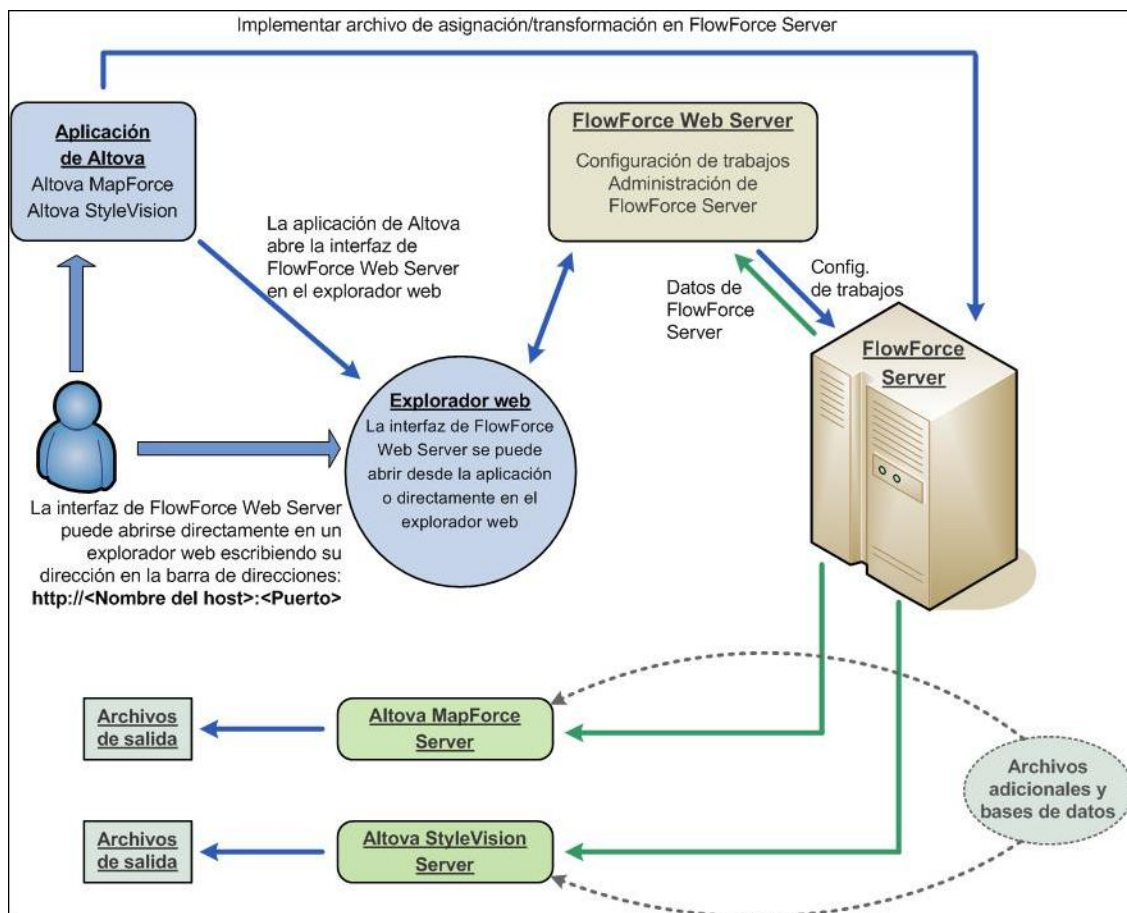 Implementar archivo de asignación/transformación en FlowForce Server
Aplicación
de Altova
Altova MapForce
Altova StyleVision
FlowForce Web Server
Configuración de trabajos
Administración de
FlowForce Server
La aplicación de Altova
abre la interfaz de
FlowForce Web Server
en el explorador web
Datos de
FlowForce
Server
Config.
de trabajos
FlowForce
Server
Explorador web
La interfaz de FlowForce
Web Server se puede
abrir desde la aplicación
o directamente en el
explorador web
La interfaz de FlowForce Web Server
puede abrirse directamente en un
explorador web escribiendo su
dirección en la barra de direcciones:
http://<Nombre del host>:<Puerto>
Archivos
de salida
Altova MapForce
Server
Archivos
adicionales y
bases de datos
Archivos
de salida
Altova StyleVision
Server